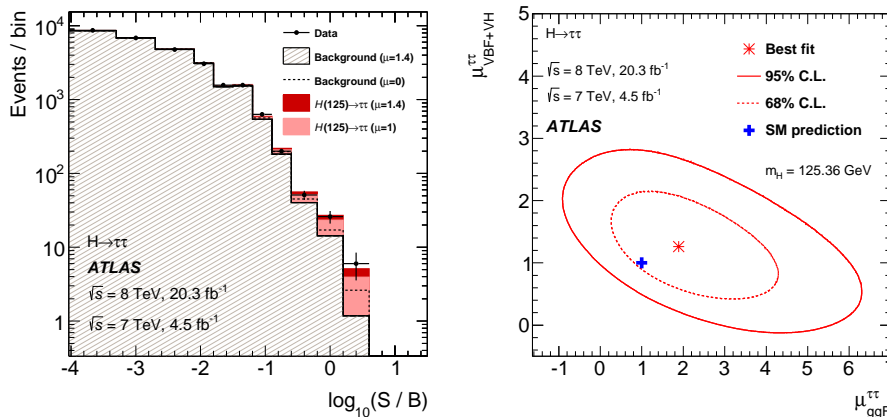 Events / bin
10⁴
10³
10²
10
1
Data
Background (μ=1.4)
Background (μ=0)
H(125)→ττ (μ=1.4)
H(125)→ττ (μ=1)
H→ττ
ATLAS
√s = 8 TeV, 20.3 fb⁻¹
√s = 7 TeV, 4.5 fb⁻¹
-4 -3 -2 -1 0 1
log₁₀(S / B)
μ^ττ_VBF+VH
5
4
3
2
1
0
H→ττ
√s = 8 TeV, 20.3 fb⁻¹
√s = 7 TeV, 4.5 fb⁻¹
ATLAS
Best fit
95% C.L.
68% C.L.
SM prediction
m_H = 125.36 GeV
-1 0 1 2 3 4 5 6
μ^ττ_ggF